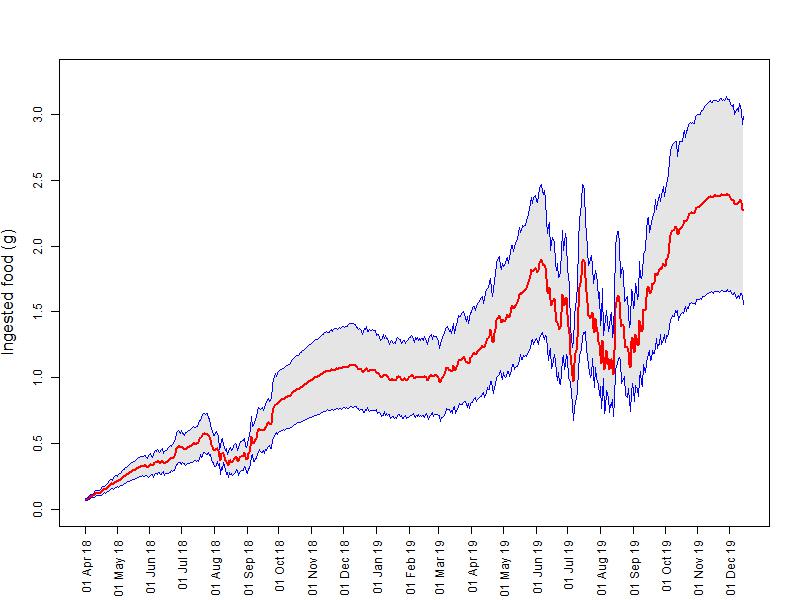 Ingested food (g)
3.0
2.5
2.0
1.5
1.0
0.5
0.0
01 Apr 18
01 May 18
01 Jun 18
01 Jul 18
01 Aug 18
01 Sep 18
01 Oct 18
01 Nov 18
01 Dec 18
01 Jan 19
01 Feb 19
01 Mar 19
01 Apr 19
01 May 19
01 Jun 19
01 Jul 19
01 Aug 19
01 Sep 19
01 Oct 19
01 Nov 19
01 Dec 19